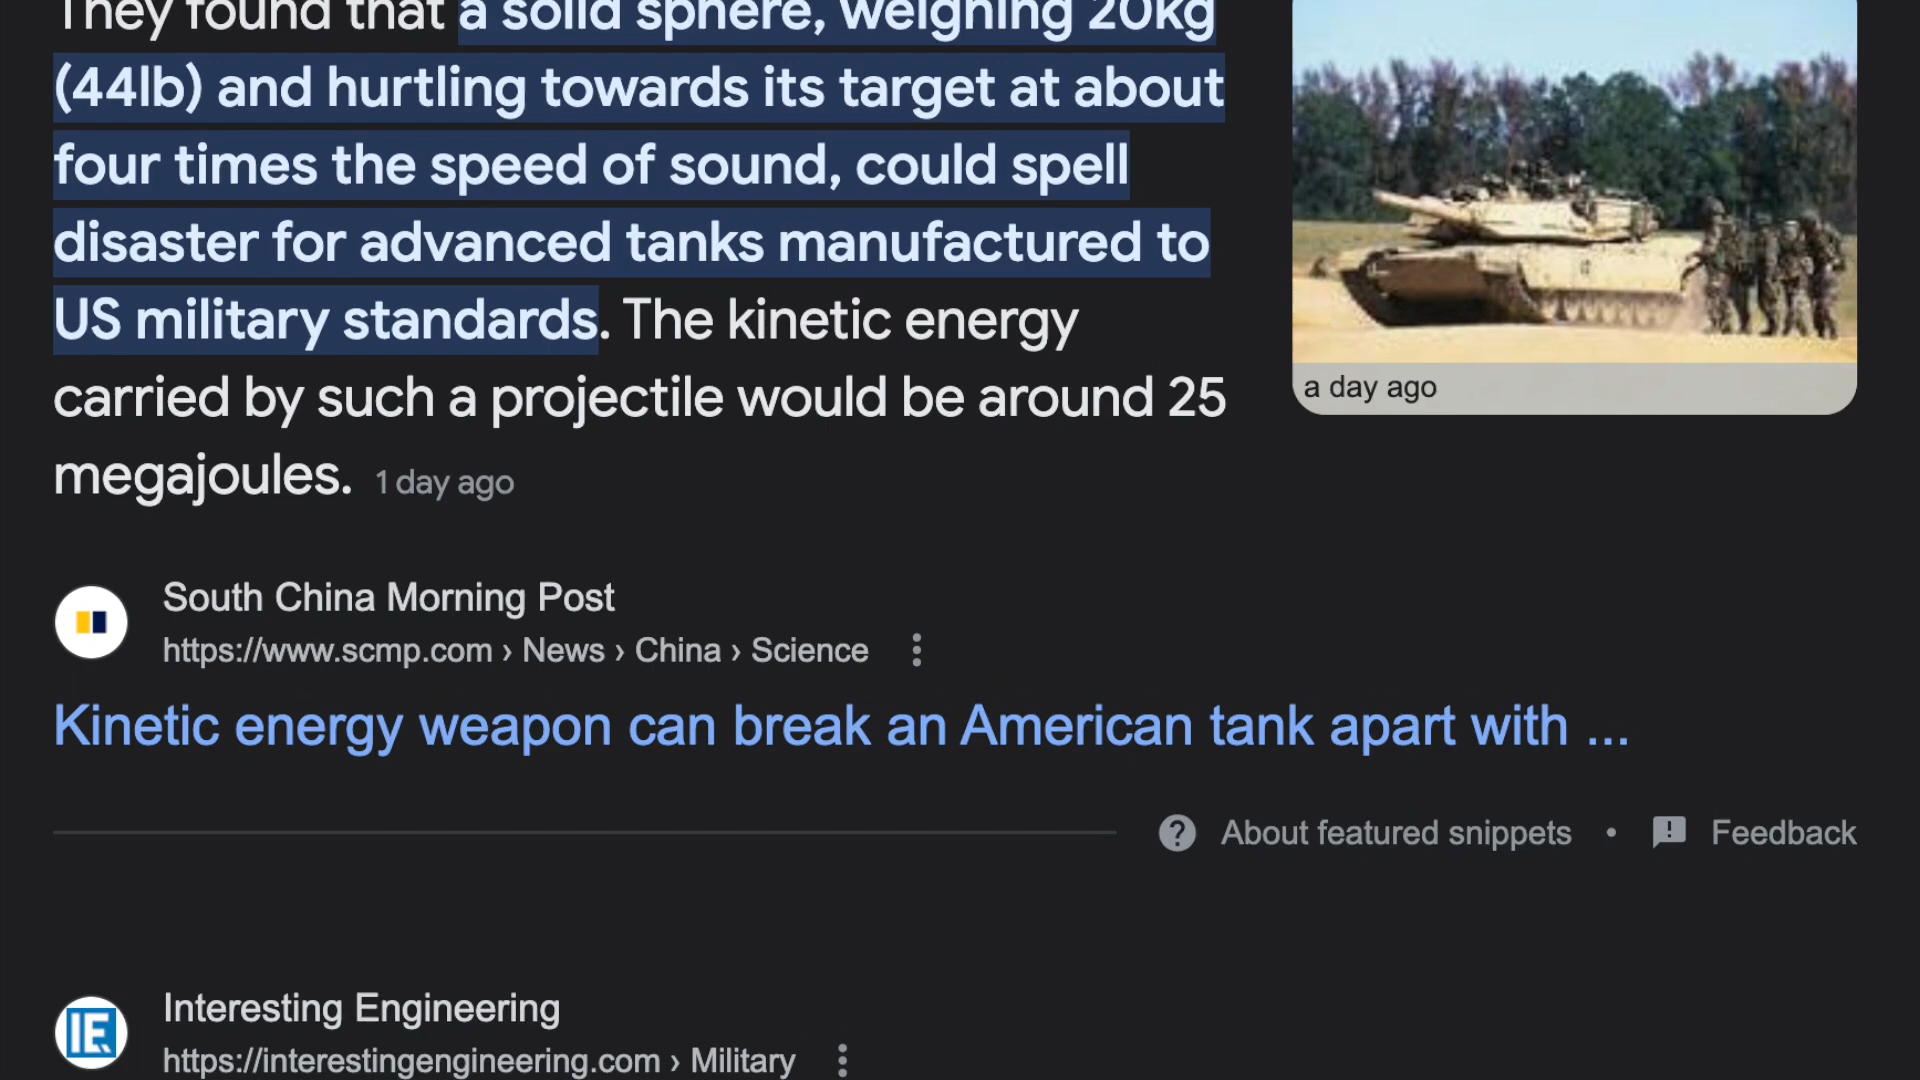 They found that a solid sphere, weighing 20kg
(44lb) and hurtling towards its target at about
four times the speed of sound, could spell
disaster for advanced tanks manufactured to
US military standards. The kinetic energy
carried by such a projectile would be around 25
megajoules. 1 day ago
a day ago
South China Morning Post
https://www.scmp.com › News › China › Science
Kinetic energy weapon can break an American tank apart with ...
About featured snippets • Feedback
IE
Interesting Engineering
https://interestingengineering.com › Military